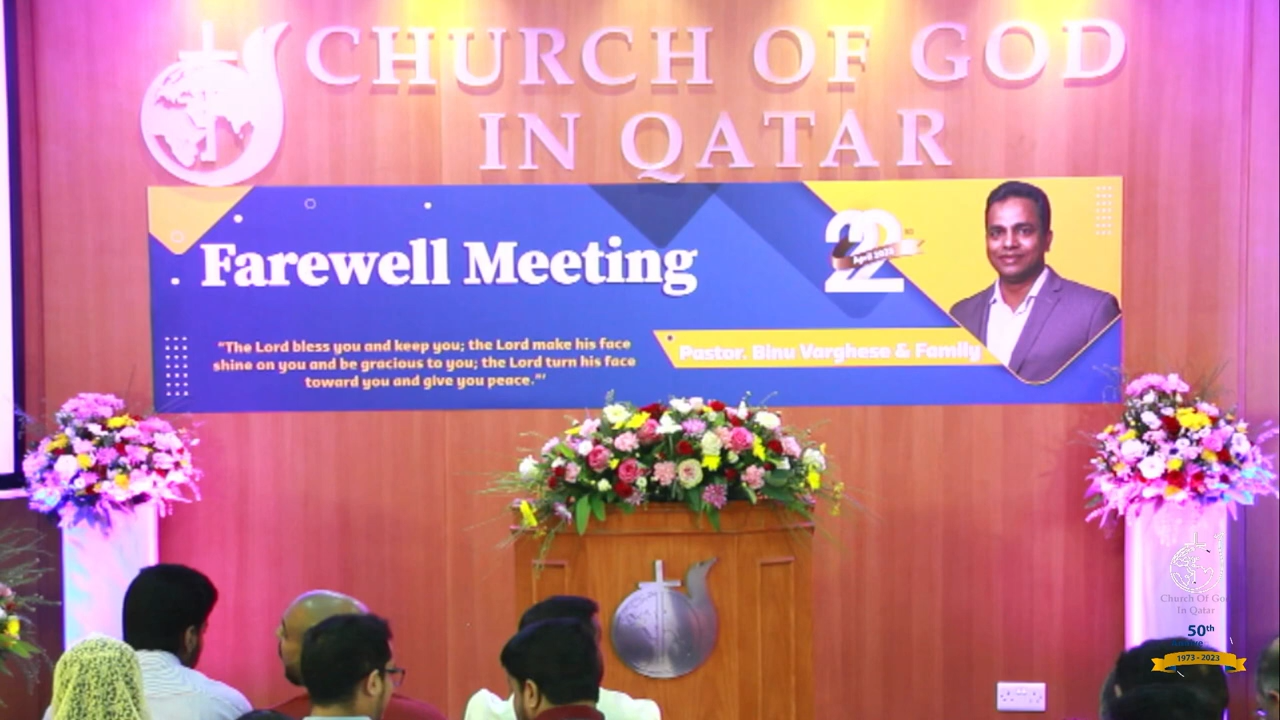 CHURCH OF GOD
IN QATAR
Farewell Meeting
22
April 2023
"The Lord bless you and keep you; the Lord make his face
shine on you and be gracious to you; the Lord turn his face
toward you and give you peace."'
Pastor. Binu Varghese & Family
Church Of Go
In Qatar
50th
1973 - 2023